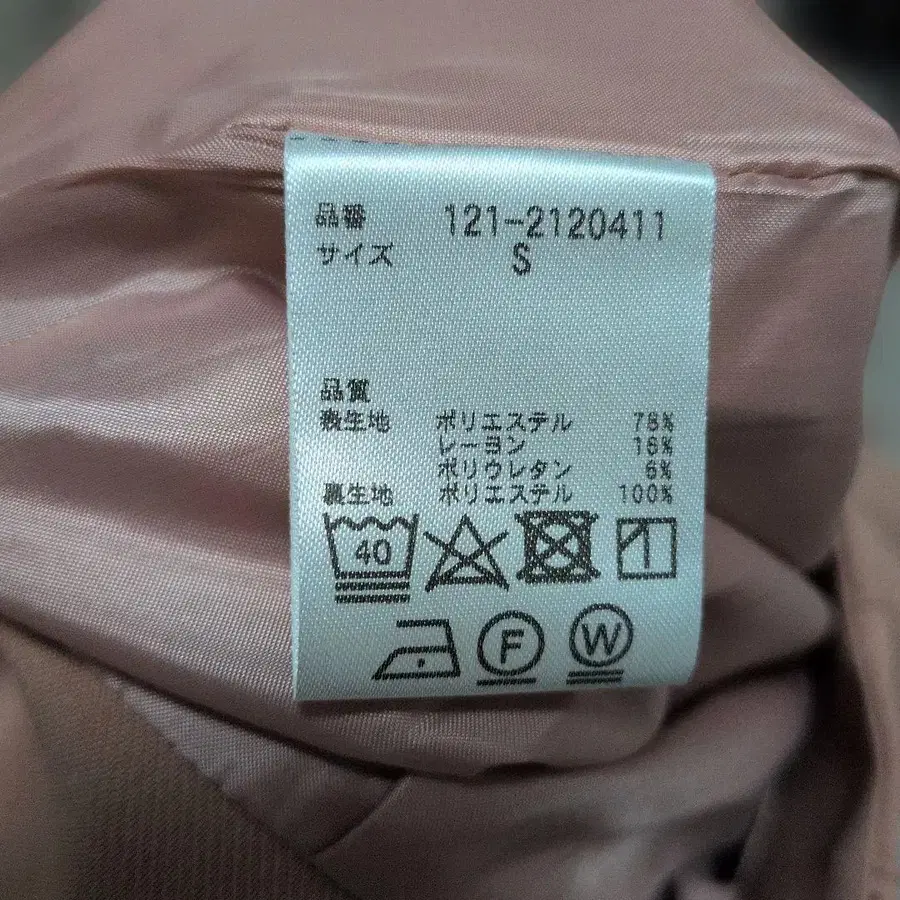 品番 121-2120411
サイズ S
品質
表生地 ポリエステル 78%
レーヨン 16%
ポリウレタン 6%
裏生地 ポリエステル 100%
40
F W